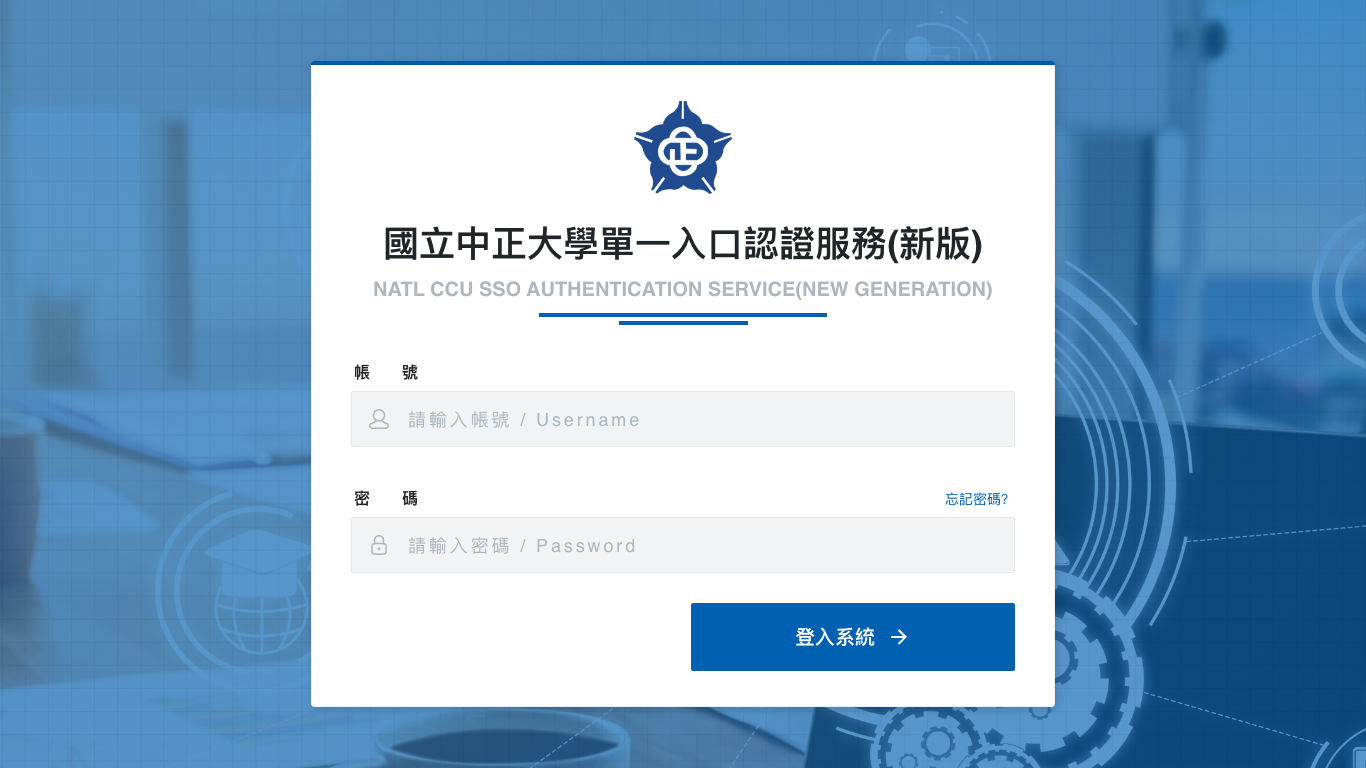 國立中正大學單一入口認證服務(新版)
NATL CCU SSO AUTHENTICATION SERVICE(NEW GENERATION)
帳 號
請輸入帳號 / Username
密 碼
忘記密碼?
請輸入密碼 / Password
登入系統 →